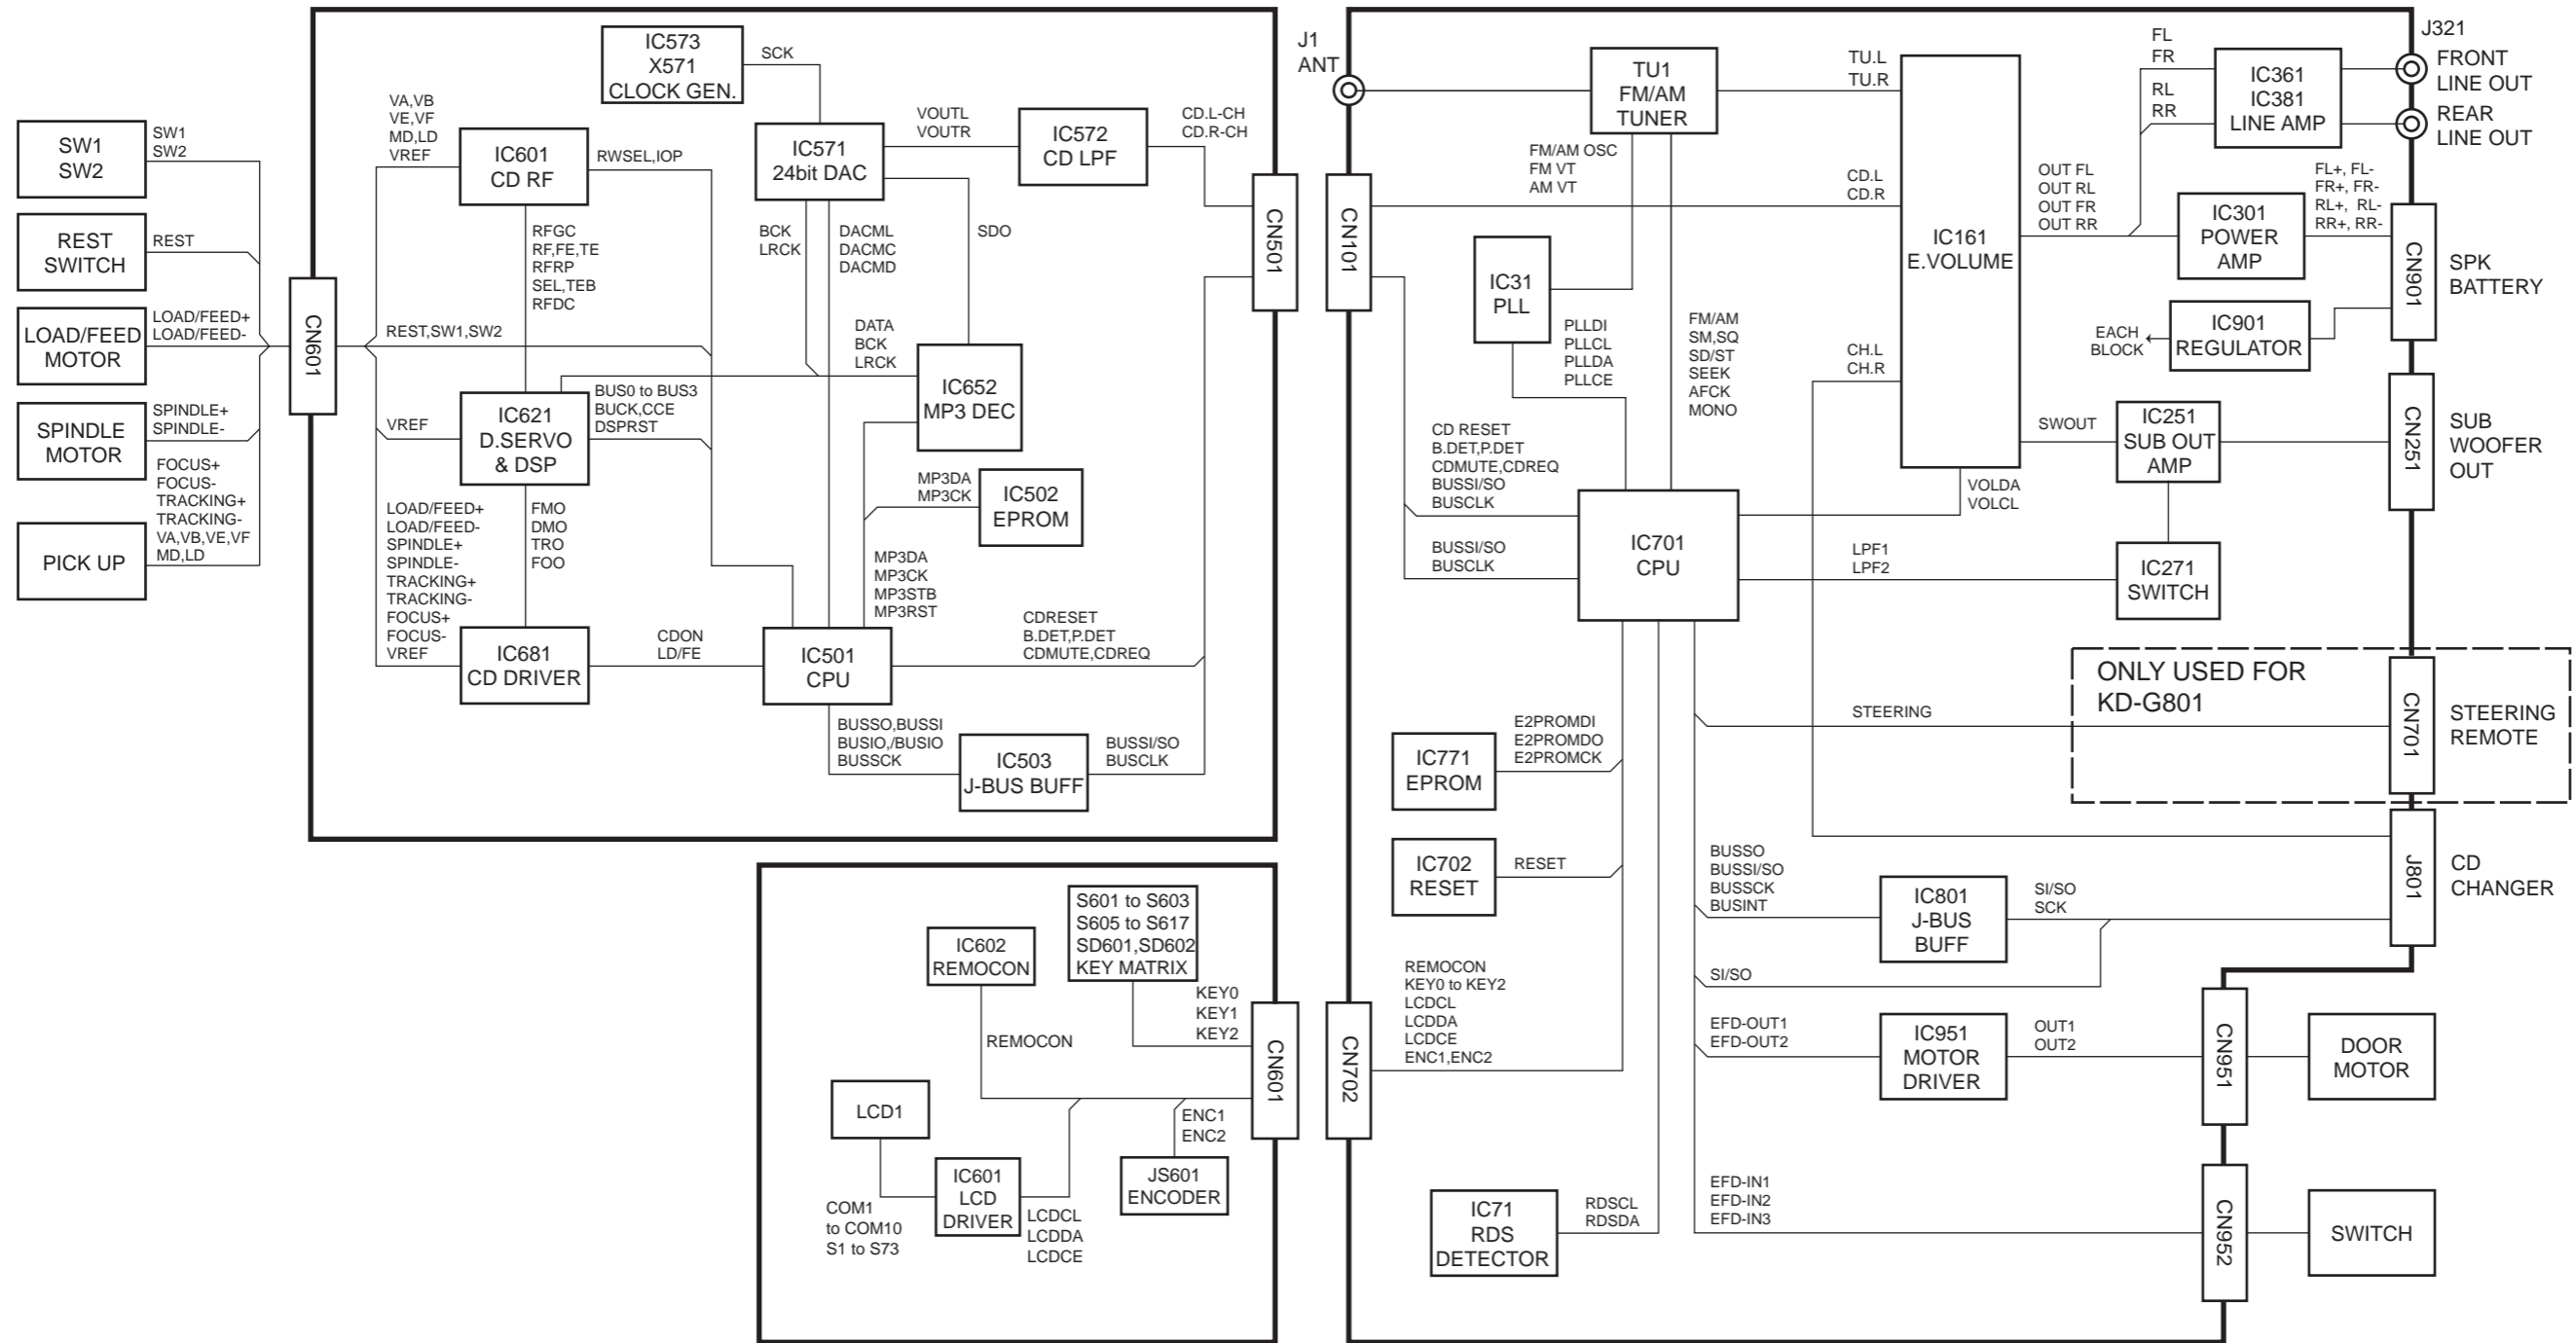 SW1
SW2
SW1
SW2
REST
SWITCH
REST
LOAD/FEED
MOTOR
LOAD/FEED+
LOAD/FEED-
SPINDLE
MOTOR
SPINDLE+
SPINDLE-
PICK UP
FOCUS+
FOCUS-
TRACKING+
TRACKING-
VA,VB,VE,VF
MD,LD
CN601
IC573
X571
CLOCK GEN.
SCK
VA,VB
VE,VF
MD,LD
VREF
IC601
CD RF
RWSEL,IOP
IC571
24bit DAC
VOUTL
VOUTR
IC572
CD LPF
CD.L-CH
CD.R-CH
CN501
RFGC
RF,FE,TE
RFRP
SEL,TEB
RFDC
BCK
LRCK
DACML
DACMC
DACMD
SDO
REST,SW1,SW2
DATA
BCK
LRCK
IC652
MP3 DEC
VREF
IC621
D.SERVO
& DSP
BUS0 to BUS3
BUCK,CCE
DSPRST
MP3DA
MP3CK
IC502
EPROM
LOAD/FEED+
LOAD/FEED-
SPINDLE+
SPINDLE-
TRACKING+
TRACKING-
FOCUS+
FOCUS-
VREF
FMO
DMO
TRO
FOO
MP3DA
MP3CK
MP3STB
MP3RST
IC681
CD DRIVER
CDON
LD/FE
IC501
CPU
CDRESET
B.DET,P.DET
CDMUTE,CDREQ
BUSSO,BUSSI
BUSIO,/BUSIO
BUSSCK
IC503
J-BUS BUFF
BUSSI/SO
BUSCLK
IC602
REMOCON
S601 to S603
S605 to S617
SD601,SD602
KEY MATRIX
KEY0
KEY1
KEY2
REMOCON
CN601
LCD1
ENC1
ENC2
IC601
LCD
DRIVER
JS601
ENCODER
COM1
to COM10
S1 to S73
LCDCL
LCDDA
LCDCE
J1
ANT
TU1
FM/AM
TUNER
TU.L
TU.R
FL
FR
RL
RR
IC361
IC381
LINE AMP
J321
FRONT
LINE OUT
REAR
LINE OUT
CN101
FM/AM OSC
FM VT
AM VT
CD.L
CD.R
IC161
E.VOLUME
OUT FL
OUT RL
OUT FR
OUT RR
IC301
POWER
AMP
FL+, FL-
FR+, FR-
RL+, RL-
RR+, RR-
CN901
SPK
BATTERY
IC31
PLL
PLLDI
PLLCL
PLLDA
PLLCE
FM/AM
SM,SQ
SD/ST
SEEK
AFCK
MONO
CH.L
CH.R
EACH
BLOCK
IC901
REGULATOR
CD RESET
B.DET,P.DET
CDMUTE,CDREQ
BUSSI/SO
BUSCLK
SWOUT
IC251
SUB OUT
AMP
CN251
SUB
WOOFER
OUT
VOLDA
VOLCL
BUSSI/SO
BUSCLK
IC701
CPU
LPF1
LPF2
IC271
SWITCH
ONLY USED FOR
KD-G801
STEERING
CN701
STEERING
REMOTE
IC771
EPROM
E2PROMDI
E2PROMDO
E2PROMCK
IC702
RESET
RESET
BUSSO
BUSSI/SO
BUSSCK
BUSINT
IC801
J-BUS
BUFF
SI/SO
SCK
J801
CD
CHANGER
REMOCON
KEY0 to KEY2
LCDCL
LCDDA
LCDCE
ENC1,ENC2
CN702
SI/SO
EFD-OUT1
EFD-OUT2
IC951
MOTOR
DRIVER
OUT1
OUT2
CN951
DOOR
MOTOR
IC71
RDS
DETECTOR
RDSCL
RDSDA
EFD-IN1
EFD-IN2
EFD-IN3
CN952
SWITCH